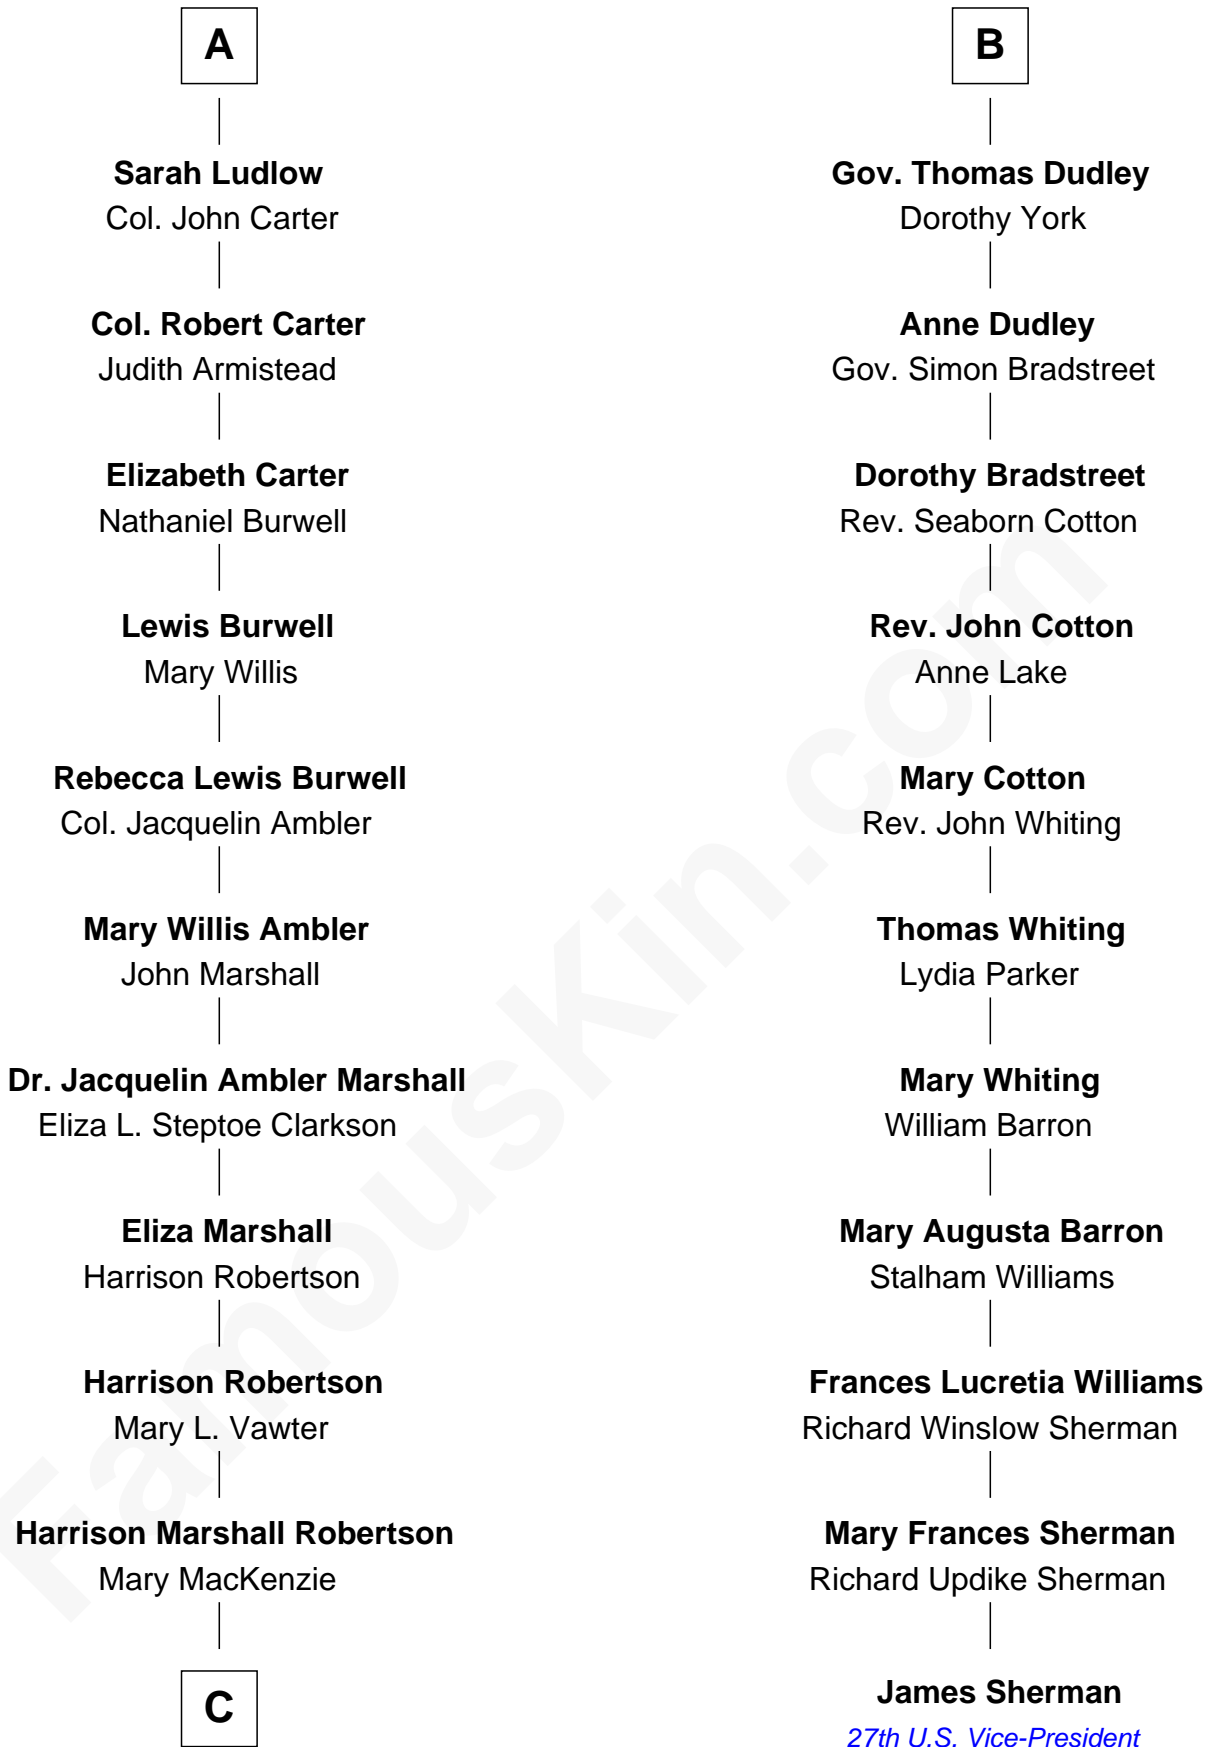 A
Sarah Ludlow
Col. John Carter
Col. Robert Carter
Judith Armistead
Elizabeth Carter
Nathaniel Burwell
Lewis Burwell
Mary Willis
Rebecca Lewis Burwell
Col. Jacquelin Ambler
Mary Willis Ambler
John Marshall
Dr. Jacquelin Ambler Marshall
Eliza L. Steptoe Clarkson
Eliza Marshall
Harrison Robertson
Harrison Robertson
Mary L. Vawter
Harrison Marshall Robertson
Mary MacKenzie
C
B
Gov. Thomas Dudley
Dorothy York
Anne Dudley
Gov. Simon Bradstreet
Dorothy Bradstreet
Rev. Seaborn Cotton
Rev. John Cotton
Anne Lake
Mary Cotton
Rev. John Whiting
Thomas Whiting
Lydia Parker
Mary Whiting
William Barron
Mary Augusta Barron
Stalham Williams
Frances Lucretia Williams
Richard Winslow Sherman
Mary Frances Sherman
Richard Updike Sherman
James Sherman
27th U.S. Vice-President
FamousKin.com